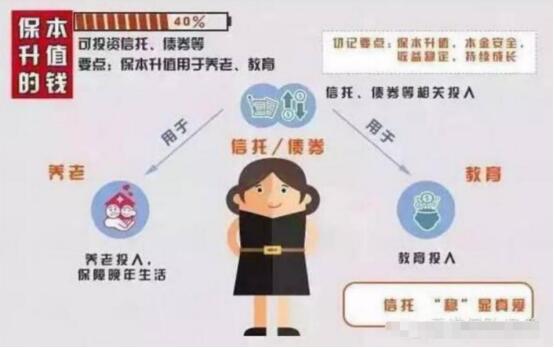 保本
升值
的钱
40%
可投资信托、债券等
要点：保本升值用于养老、教育
切记要点：保本升值，本金安全，
收益稳定，持续成长
信托、债券等相关投入
用于
用于
信托/债券
养老
教育
养老投入，
保障晚年生活
教育投入
信托 “稳”显真爱